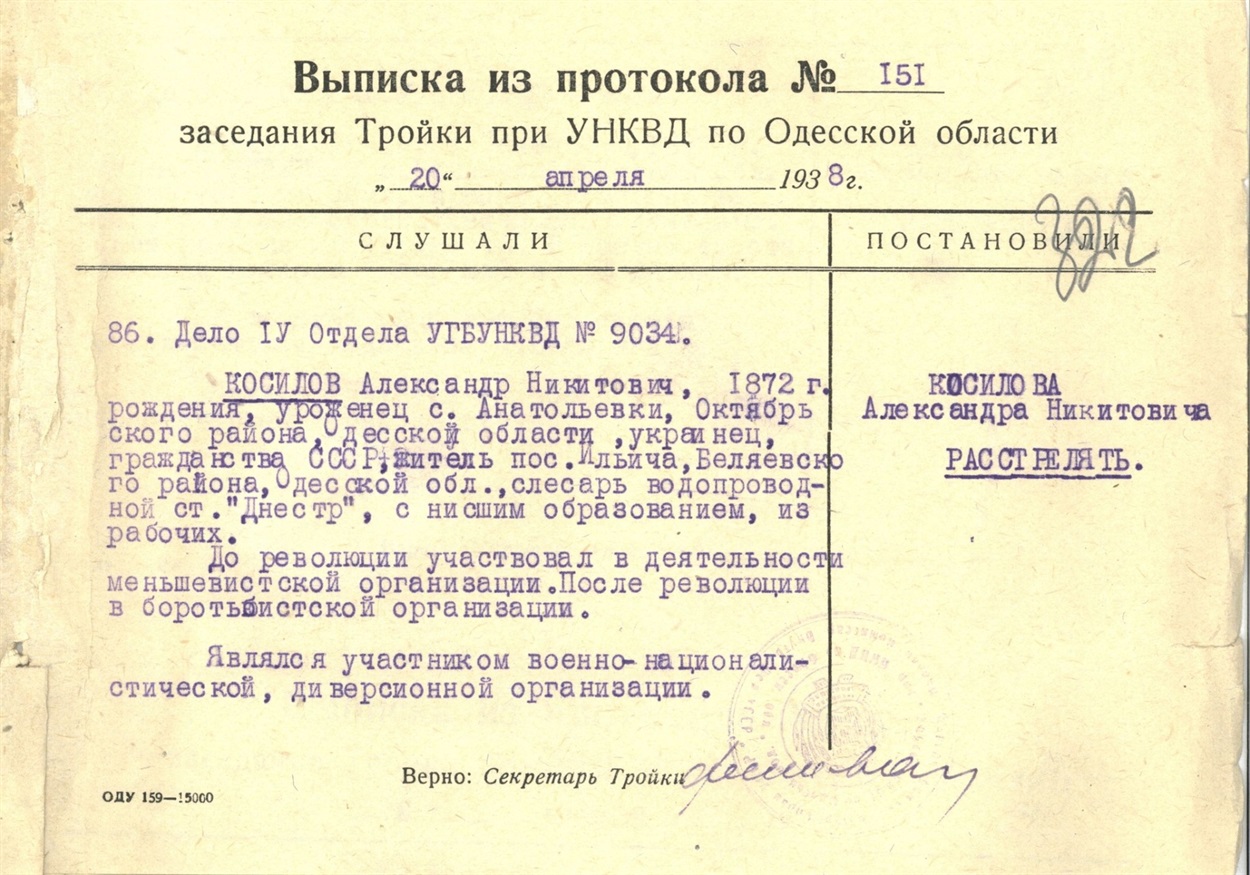 Выписка из протокола № 151
заседания Тройки при УНКВД по Одесской области
„ 20 “ апреля 1938 г.
СЛУШАЛИ
ПОСТАНОВИЛИ
86. Дело IУ Отдела УГБУНКВД № 9034.
КОСИЛОВ Александр Никитович, I872 г.
рождения, уроженец с. Анатольевки, Октябрь
ского района, Одесской области ,украинец,
гражданства СССР, житель пос.Ильича,Беляевско
го района,Одесской обл.,слесарь водопровод-
ной ст."Днестр", с нисшим образованием, из
рабочих.
До революции участвовал в деятельности
меньшевистской организации.После революции
в боротьбистской организации.
Являлся участником военно-национали-
стической, диверсионной организации.
КОСИЛОВА
Александра Никитовича
РАССТРЕЛЯТЬ.
Верно: Секретарь Тройки
ОДУ 159—15000